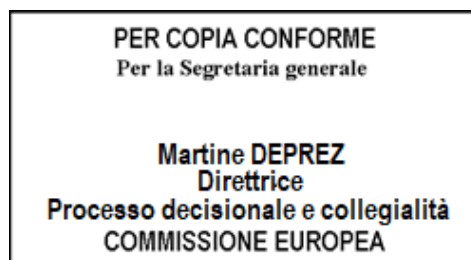 PER COPIA CONFORME
Per la Segretaria generale
Martine DEPREZ
Direttrice
Processo decisionale e collegialità
COMMISSIONE EUROPEA